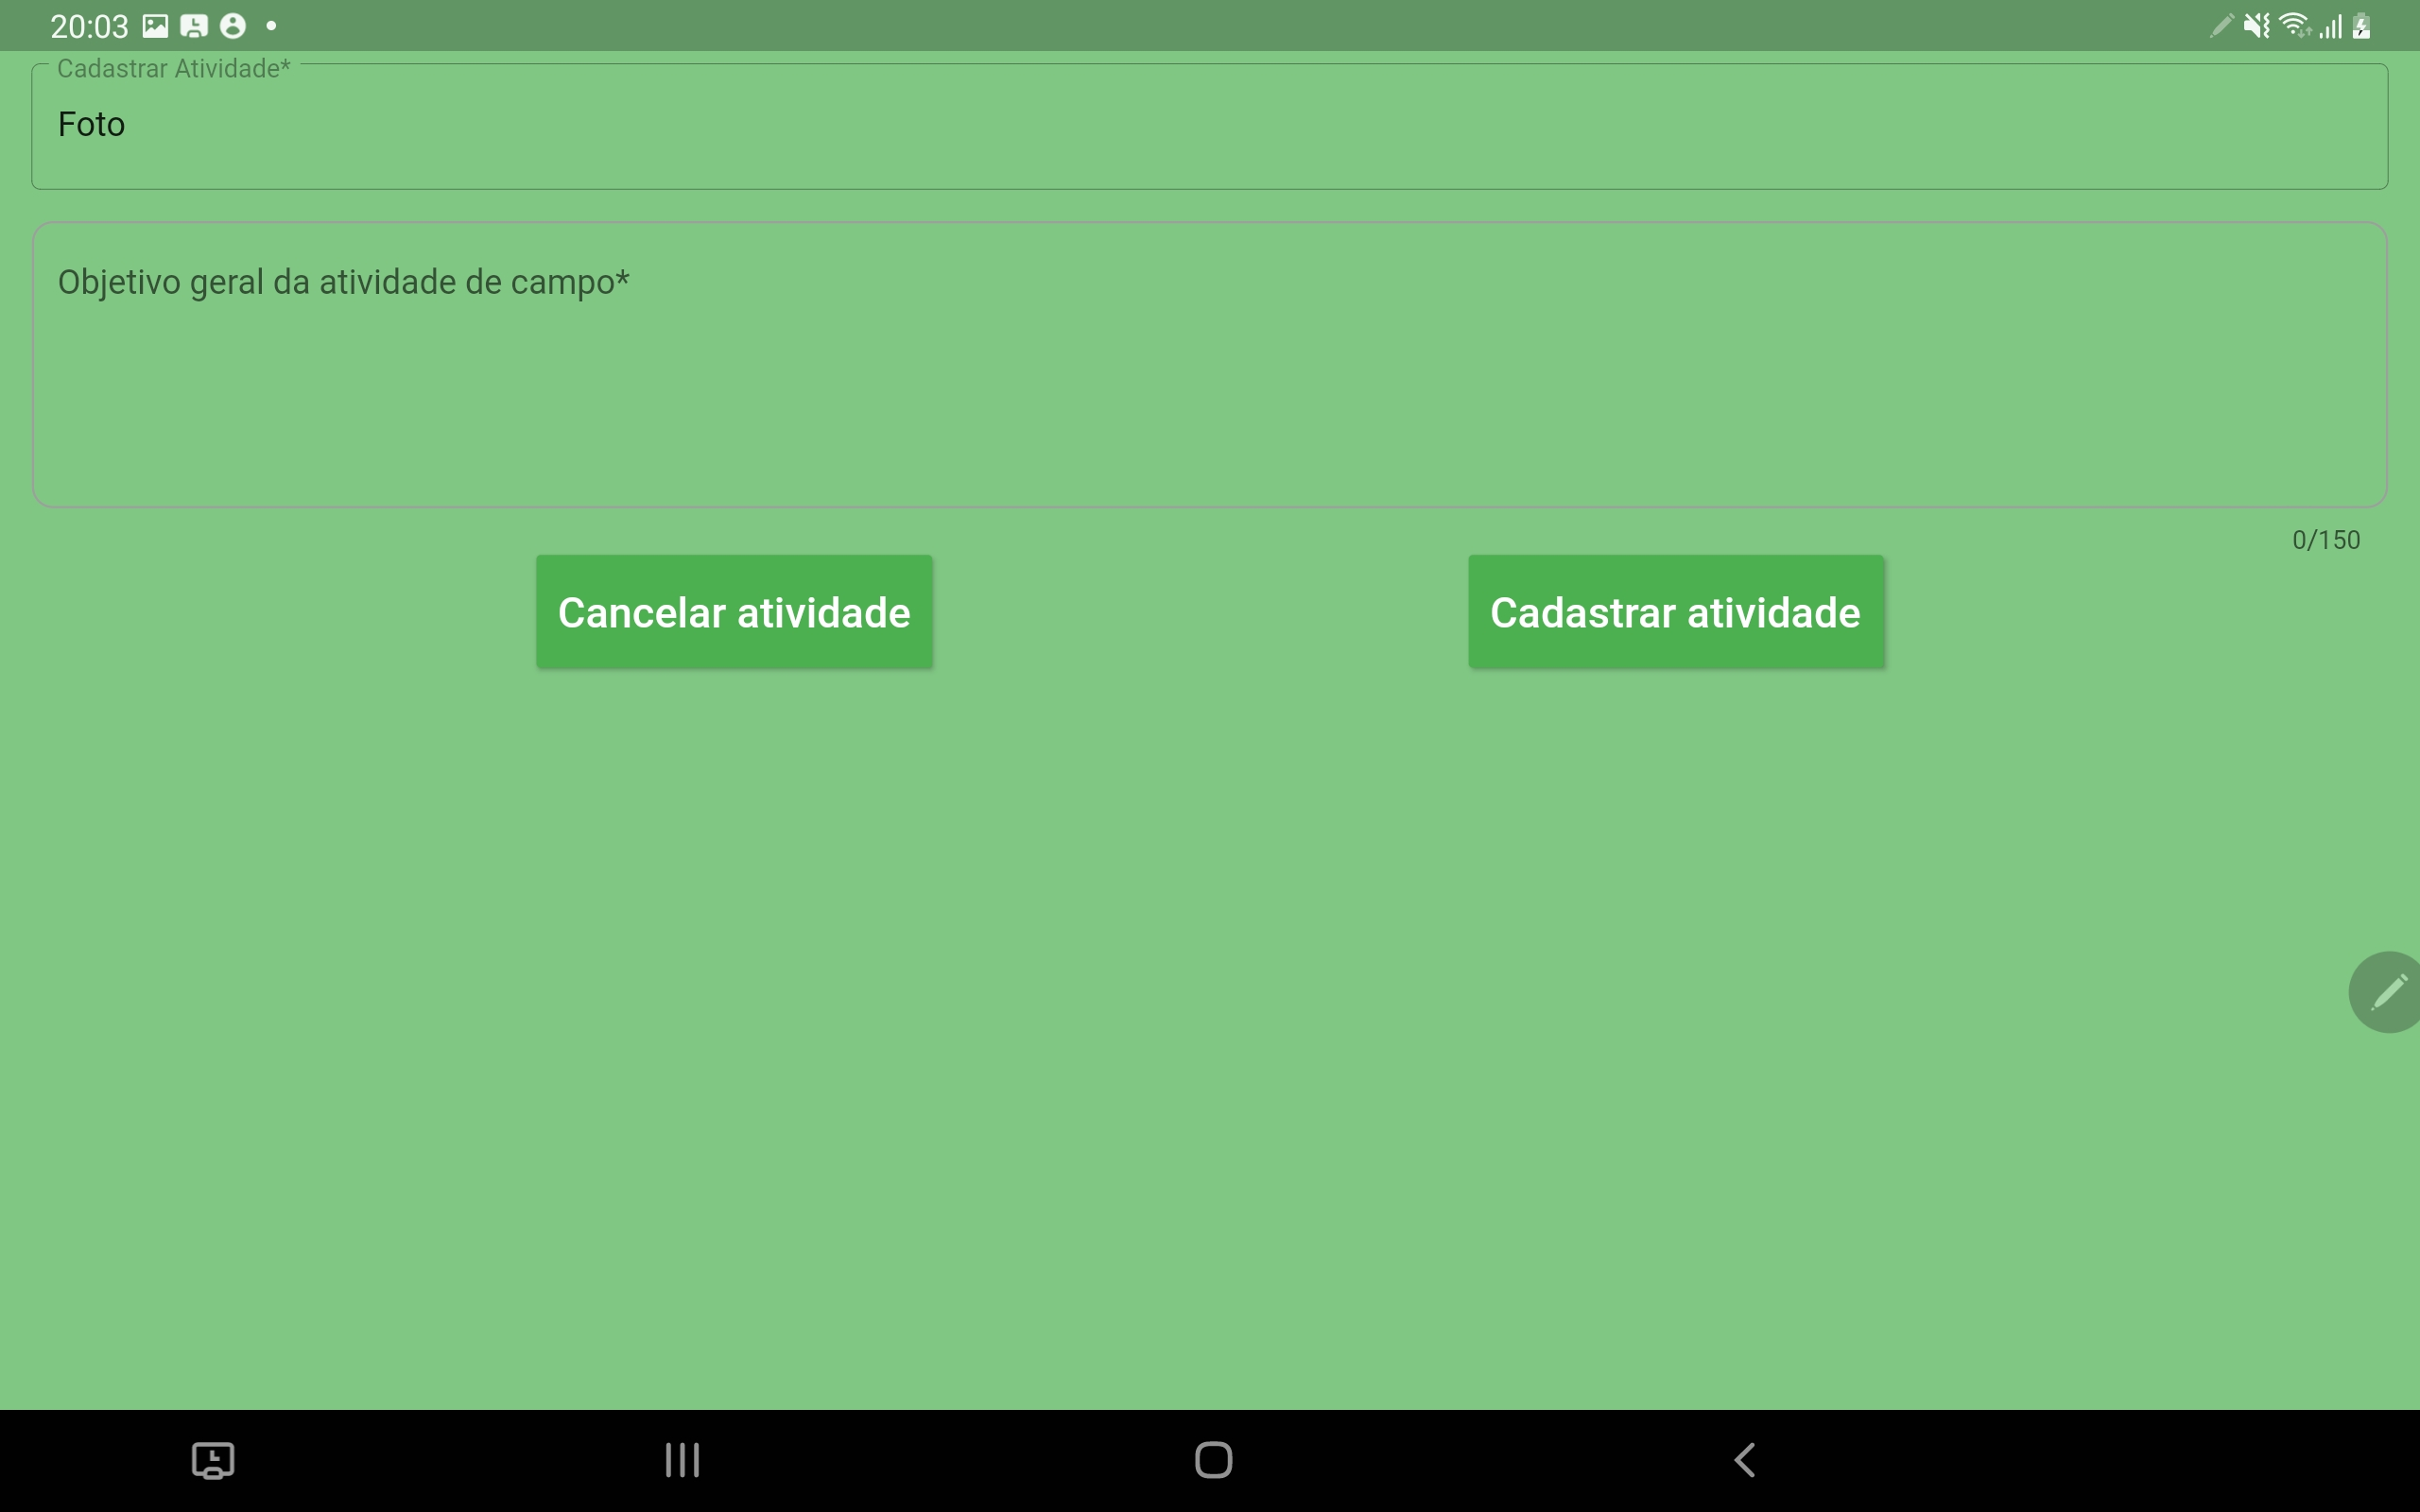 20:03
Cadastrar Atividade*
Foto
Objetivo geral da atividade de campo*
0/150
Cancelar atividade
Cadastrar atividade